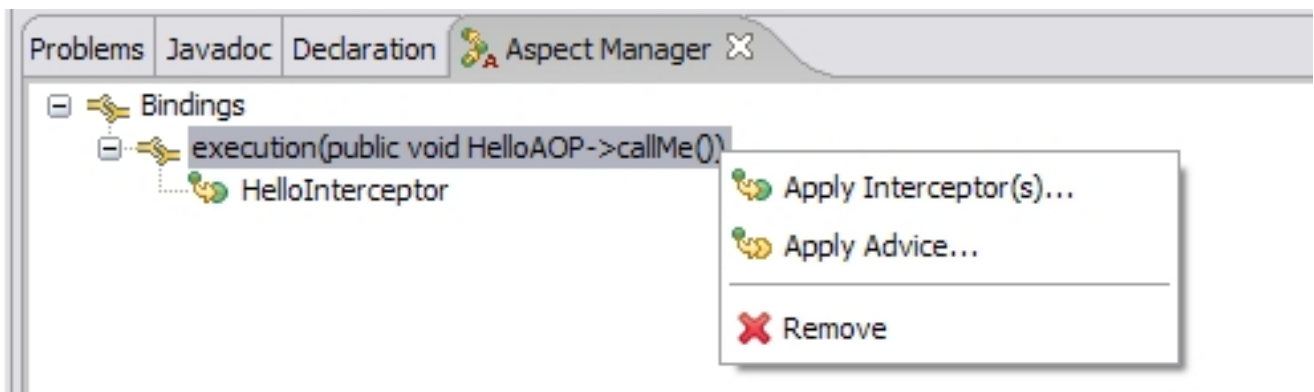 Problems Javadoc Declaration Aspect Manager
Bindings
execution(public void HelloAOP->callMe())
HelloInterceptor
Apply Interceptor(s)...
Apply Advice...
Remove